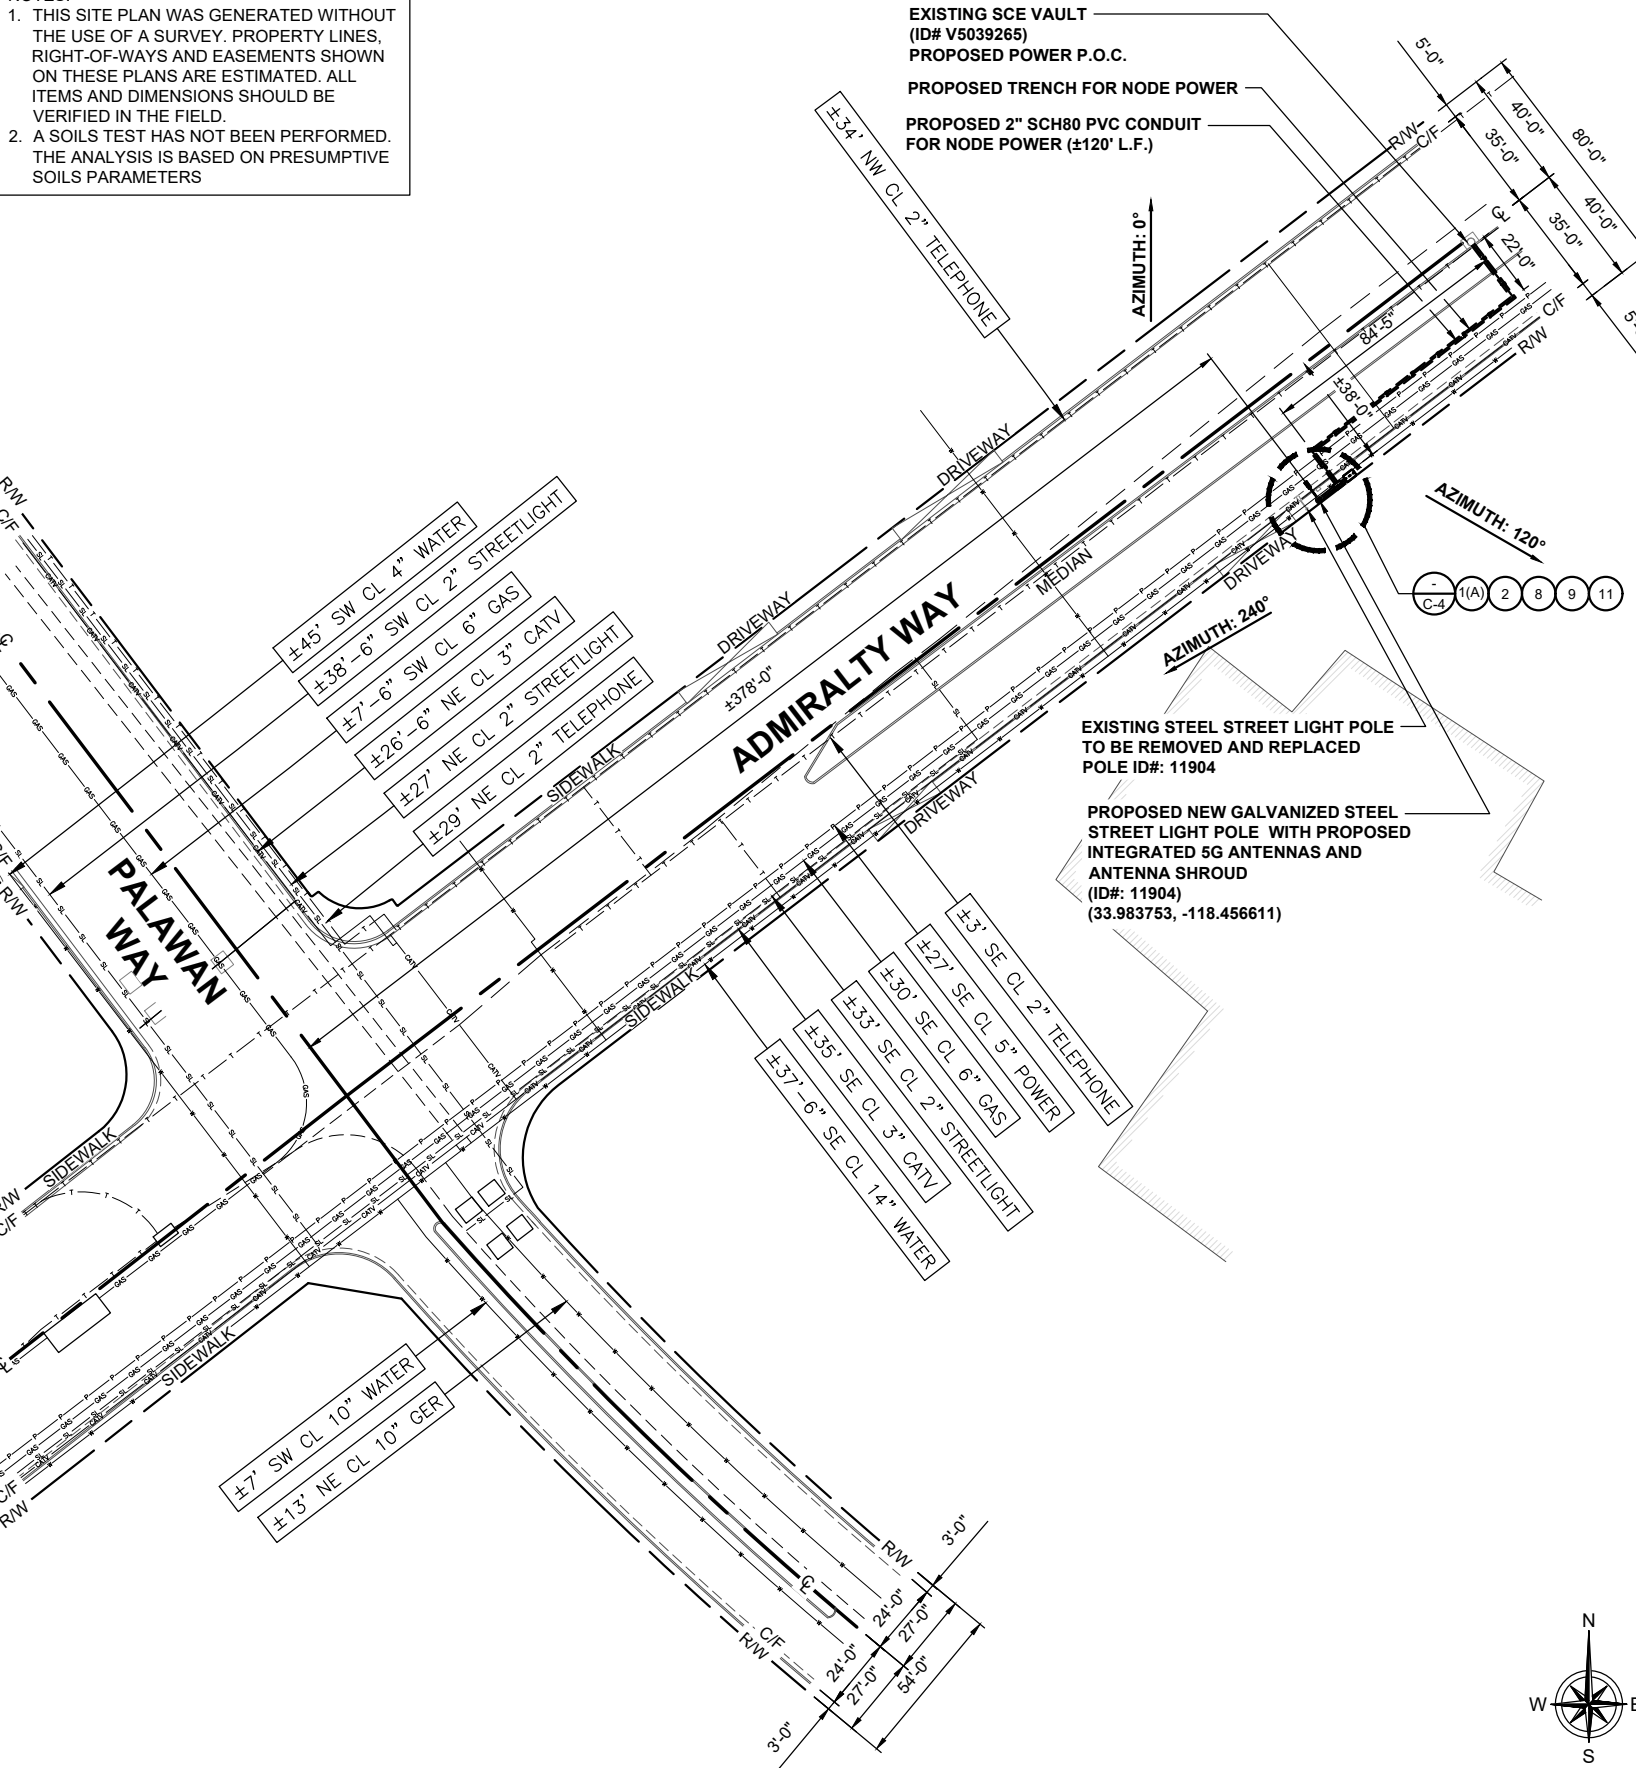 1. THIS SITE PLAN WAS GENERATED WITHOUT
THE USE OF A SURVEY. PROPERTY LINES,
RIGHT-OF-WAYS AND EASEMENTS SHOWN
ON THESE PLANS ARE ESTIMATED. ALL
ITEMS AND DIMENSIONS SHOULD BE
VERIFIED IN THE FIELD.
2. A SOILS TEST HAS NOT BEEN PERFORMED.
THE ANALYSIS IS BASED ON PRESUMPTIVE
SOILS PARAMETERS
EXISTING SCE VAULT
(ID# V5039265)
PROPOSED POWER P.O.C.
PROPOSED TRENCH FOR NODE POWER
PROPOSED 2" SCH80 PVC CONDUIT
FOR NODE POWER (±120' L.F.)
±34' NW CL 2" TELEPHONE
AZIMUTH: 0°
5'-0"
40'-0"
80'-0"
35'-0"
40'-0"
35'-0"
22'-0"
R/W
C/F
C/F
R/W
84'-5"
±38'-0"
DRIVEWAY
DRIVEWAY
AZIMUTH: 120°
C-4
1(A)
2
8
9
11
AZIMUTH: 240°
DRIVEWAY
MEDIAN
ADMIRALTY WAY
±378'-0"
SIDEWALK
DRIVEWAY
SIDEWALK
EXISTING STEEL STREET LIGHT POLE
TO BE REMOVED AND REPLACED
POLE ID#: 11904
PROPOSED NEW GALVANIZED STEEL
STREET LIGHT POLE WITH PROPOSED
INTEGRATED 5G ANTENNAS AND
ANTENNA SHROUD
(ID#: 11904)
(33.983753, -118.456611)
R/W
C/F
±45' SW CL 4" WATER
±38'-6" SW CL 2" STREETLIGHT
±7'-6" SW CL 6" GAS
±26'-6" NE CL 3" CATV
±27' NE CL 2" STREETLIGHT
±29' NE CL 2" TELEPHONE
PALAWAN
WAY
±3' SE CL 2" TELEPHONE
±27' SE CL 5" POWER
±30' SE CL 6" GAS
±33' SE CL 2" STREETLIGHT
±35' SE CL 3" CATV
±37'-6" SE CL 14" WATER
R/W
SIDEWALK
C/F
SIDEWALK
C/F
R/W
±7' SW CL 10" WATER
±13' NE CL 10" GER
R/W
C/F
R/W
3'-0"
24'-0"
27'-0"
54'-0"
24'-0"
27'-0"
3'-0"
N
W
E
S